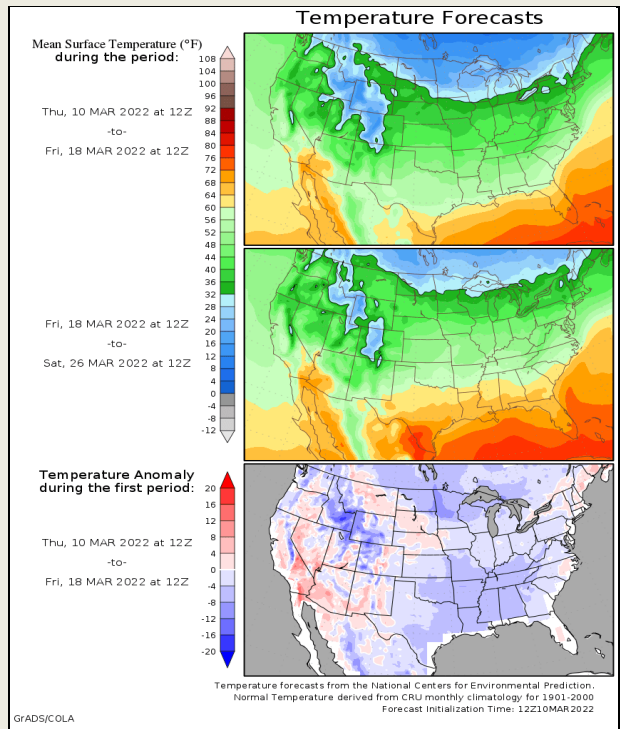 Temperature Forecasts
Mean Surface Temperature (°F)
during the period:
108
104
100
96
92
88
84
80
76
72
68
64
60
56
52
48
44
40
36
32
28
24
20
16
12
8
4
0
-4
-8
-12
Thu, 10 MAR 2022 at 12Z
-to-
Fri, 18 MAR 2022 at 12Z
Fri, 18 MAR 2022 at 12Z
-to-
Sat, 26 MAR 2022 at 12Z
Temperature Anomaly
during the first period:
20
16
12
8
4
0
-4
-8
-12
-16
-20
Thu, 10 MAR 2022 at 12Z
-to-
Fri, 18 MAR 2022 at 12Z
Temperature forecasts from the National Centers for Environmental Prediction.
Normal Temperature derived from CRU monthly climatology for 1901-2000
Forecast Initialization Time: 12Z10MAR2022
GrADS/COLA